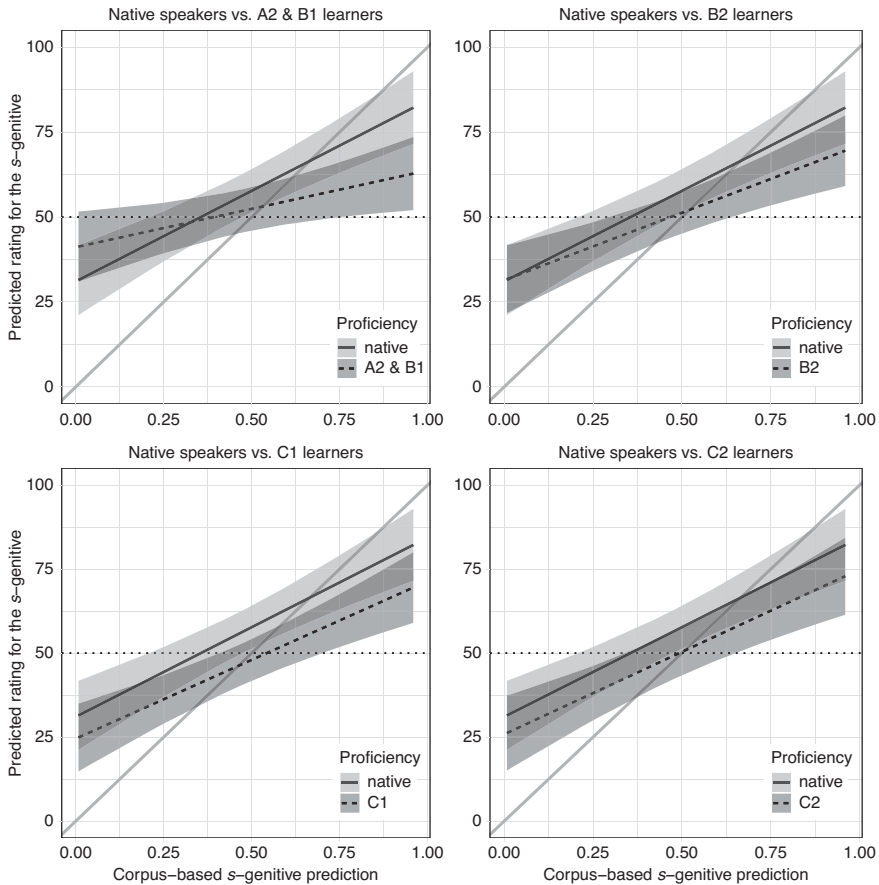 Native speakers vs. A2 & B1 learners
Predicted rating for the s−genitive
100
75
50
25
0
Proficiency
native
A2 & B1
0.00 0.25 0.50 0.75 1.00
Native speakers vs. B2 learners
100
75
50
25
0
Proficiency
native
B2
0.00 0.25 0.50 0.75 1.00
Native speakers vs. C1 learners
Predicted rating for the s−genitive
100
75
50
25
0
Proficiency
native
C1
0.00 0.25 0.50 0.75 1.00
Corpus−based s−genitive prediction
Native speakers vs. C2 learners
100
75
50
25
0
Proficiency
native
C2
0.00 0.25 0.50 0.75 1.00
Corpus−based s−genitive prediction